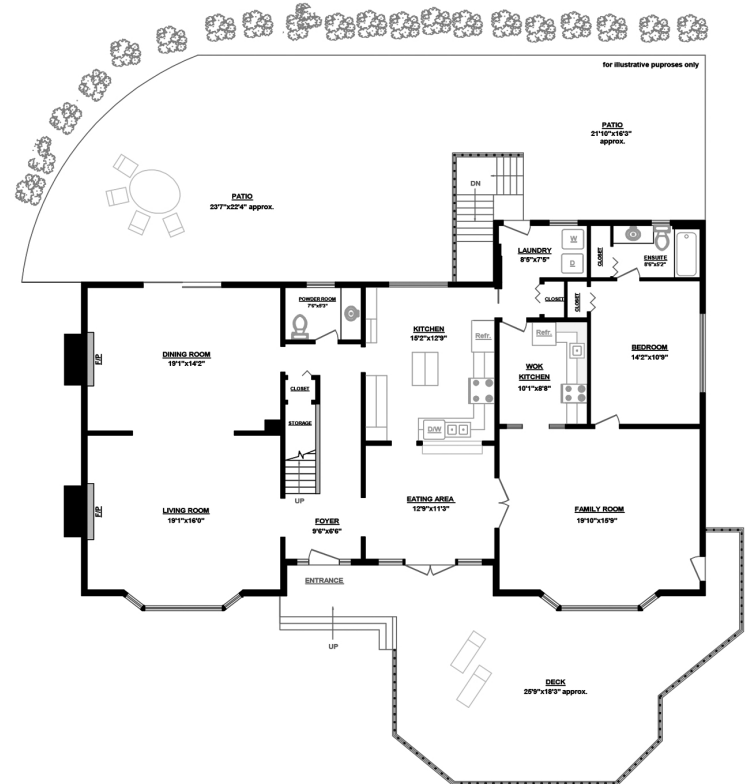 for illustrative puproses only
PATIO
21'10"x16'3"
approx.
PATIO
23'7"x22'4" approx.
DN
LAUNDRY
8'5"x7'5"
W
D
CLOSET
ENSUITE
8'6"x5'2"
CLOSET
CLOSET
POWDER ROOM
7'6"x5'3"
KITCHEN
15'2"x12'9"
Refr.
Refr.
WOK
KITCHEN
10'1"x8'8"
BEDROOM
14'2"x10'9"
DINING ROOM
19'1"x14'2"
F/P
CLOSET
STORAGE
D/W
UP
EATING AREA
12'9"x11'3"
F/P
LIVING ROOM
19'1"x16'0"
FOYER
9'6"x6'6"
FAMILY ROOM
19'10"x15'9"
ENTRANCE
UP
DECK
25'9"x18'3" approx.